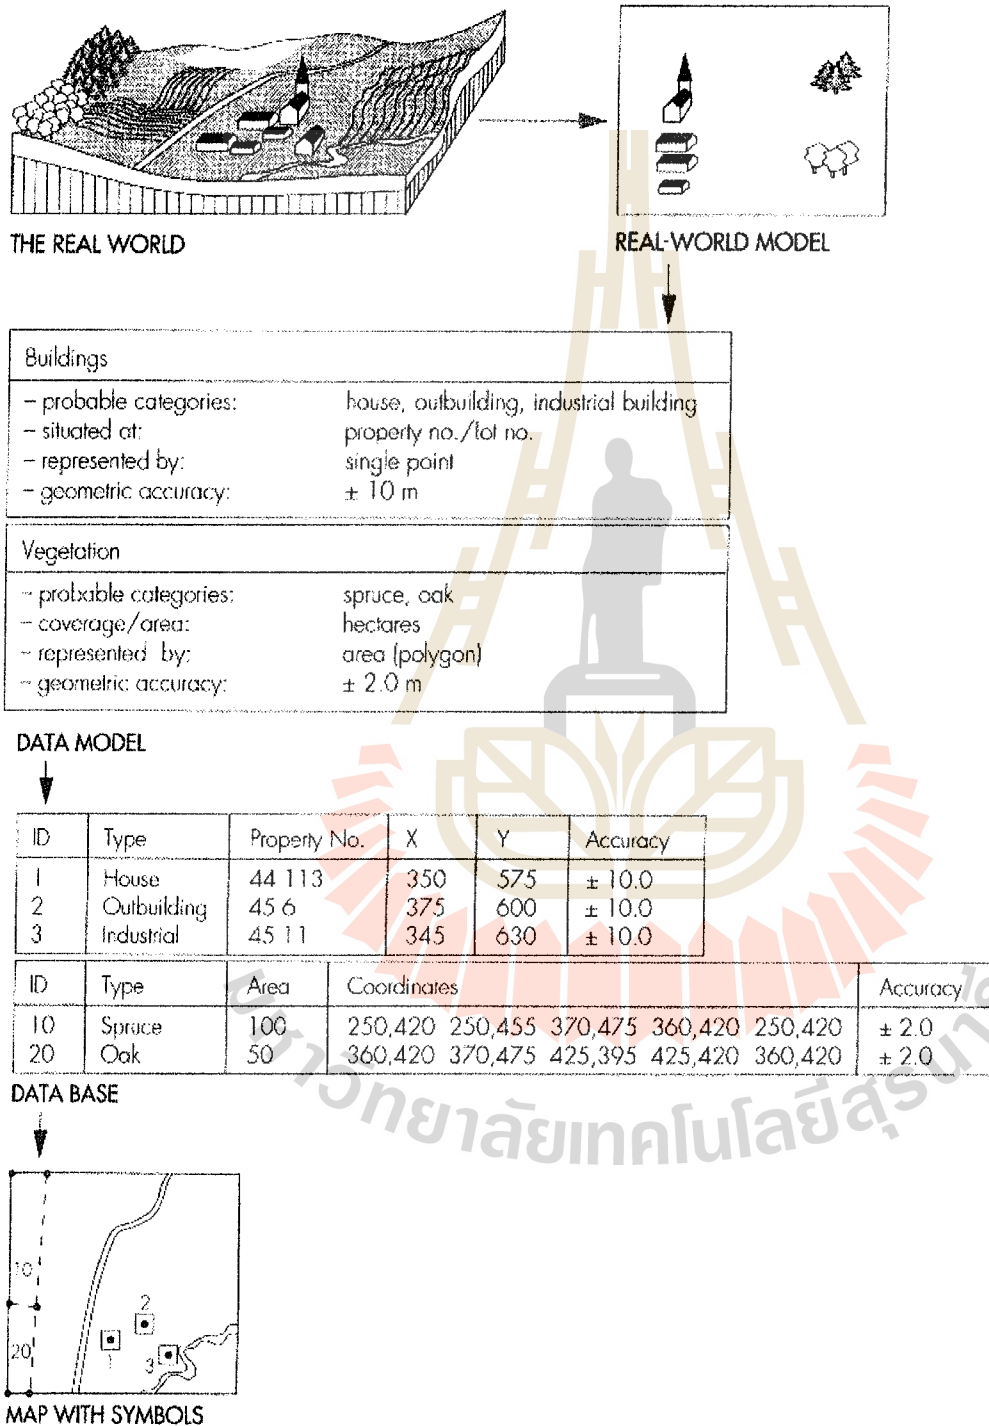 THE REAL WORLD
REAL-WORLD MODEL
Buildings
– probable categories: house, outbuilding, industrial building
– situated at: property no./lot no.
– represented by: single point
– geometric accuracy: ± 10 m
Vegetation
– probable categories: spruce, oak
– coverage/area: hectares
– represented by: area (polygon)
– geometric accuracy: ± 2.0 m
DATA MODEL
ID Type Property No. X Y Accuracy
1 House 44 113 350 575 ± 10.0
2 Outbuilding 45 6 375 600 ± 10.0
3 Industrial 45 11 345 630 ± 10.0
ID Type Area Coordinates Accuracy
10 Spruce 100 250,420 250,455 370,475 360,420 250,420 ± 2.0
20 Oak 50 360,420 370,475 425,395 425,420 360,420 ± 2.0
DATA BASE
มหาวิทยาลัยเทคโนโลยีสุรนา
10
2
20
1
3
MAP WITH SYMBOLS